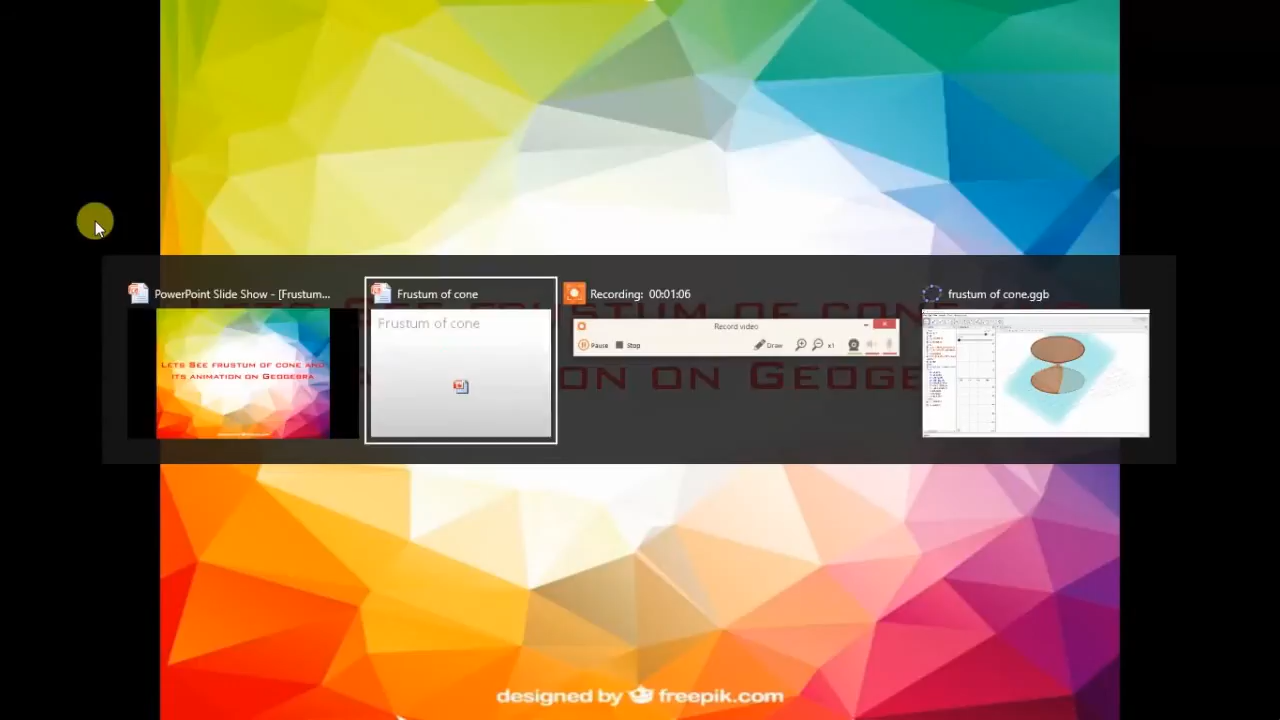 PowerPoint Slide Show - [Frustum...
Frustum of cone
Recording: 00:01:06
frustum of cone.ggb
Frustum of cone
Record video
Pause
Stop
Draw
x1
Lets See frustum of cone and
its animation on Geogebra
designed by freepik.com